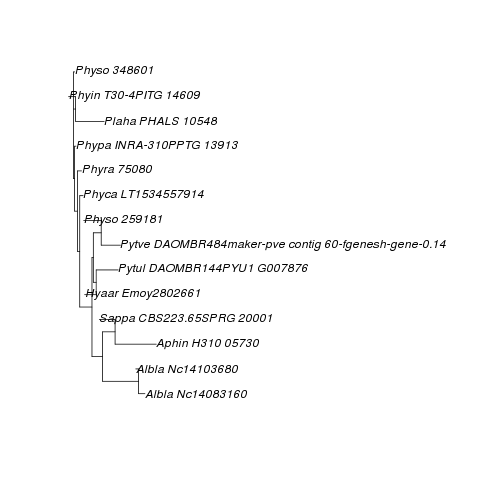 Physo 348601
Phyin T30-4PITG 14609
Plaha PHALS 10548
Phypa INRA-310PPTG 13913
Phyra 75080
Phyca LT1534557914
Physo 259181
Pytve DAOMBR484maker-pve contig 60-fgenesh-gene-0.14
Pytul DAOMBR144PYU1 G007876
Hyaar Emoy2802661
Sappa CBS223.65SPRG 20001
Aphin H310 05730
Albla Nc14103680
Albla Nc14083160